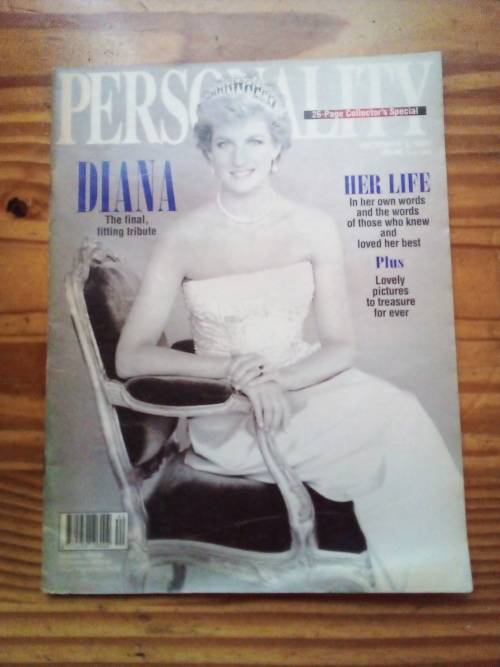 PERSONALITY
26-Page Collector's Special
DIANA
The final,
fitting tribute
HER LIFE
In her own words
and the words
of those who knew
and
loved her best
Plus
Lovely
pictures
to treasure
for ever